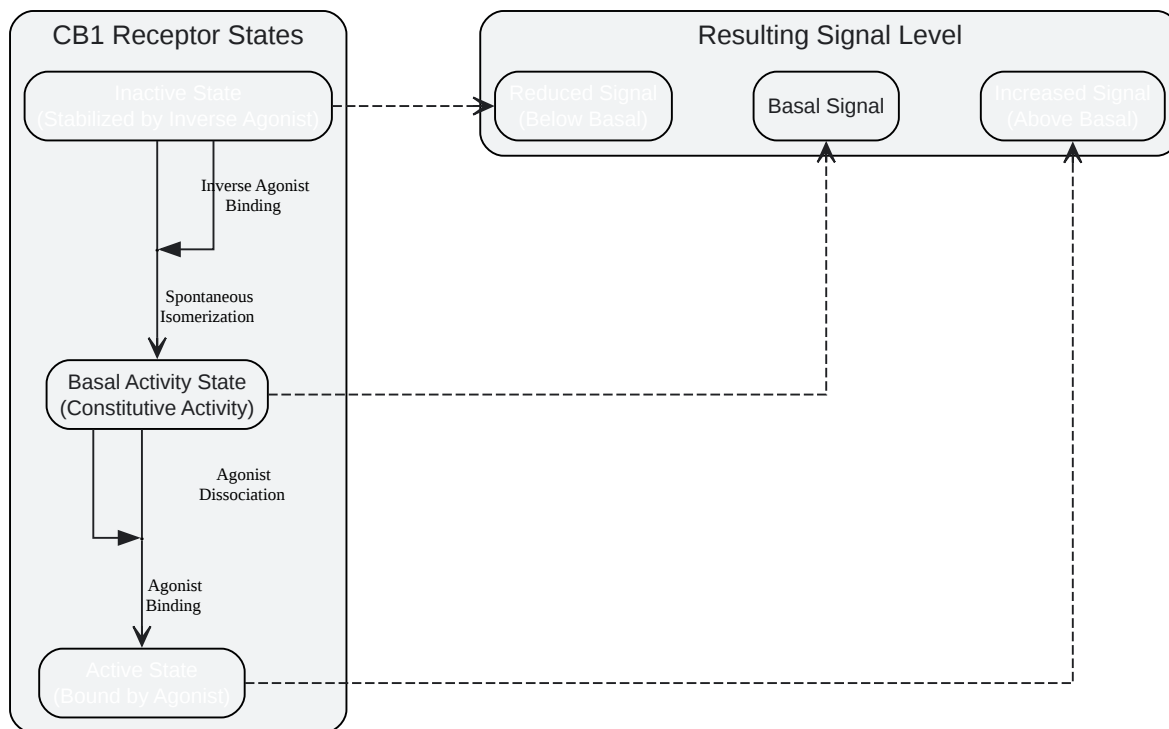 CB1 Receptor States
Inactive State
(Stabilized by Inverse Agonist)
Inverse Agonist
Binding
Spontaneous
Isomerization
Basal Activity State
(Constitutive Activity)
Agonist
Dissociation
Agonist
Binding
Active State
(Bound by Agonist)
Resulting Signal Level
Reduced Signal
(Below Basal)
Basal Signal
Increased Signal
(Above Basal)